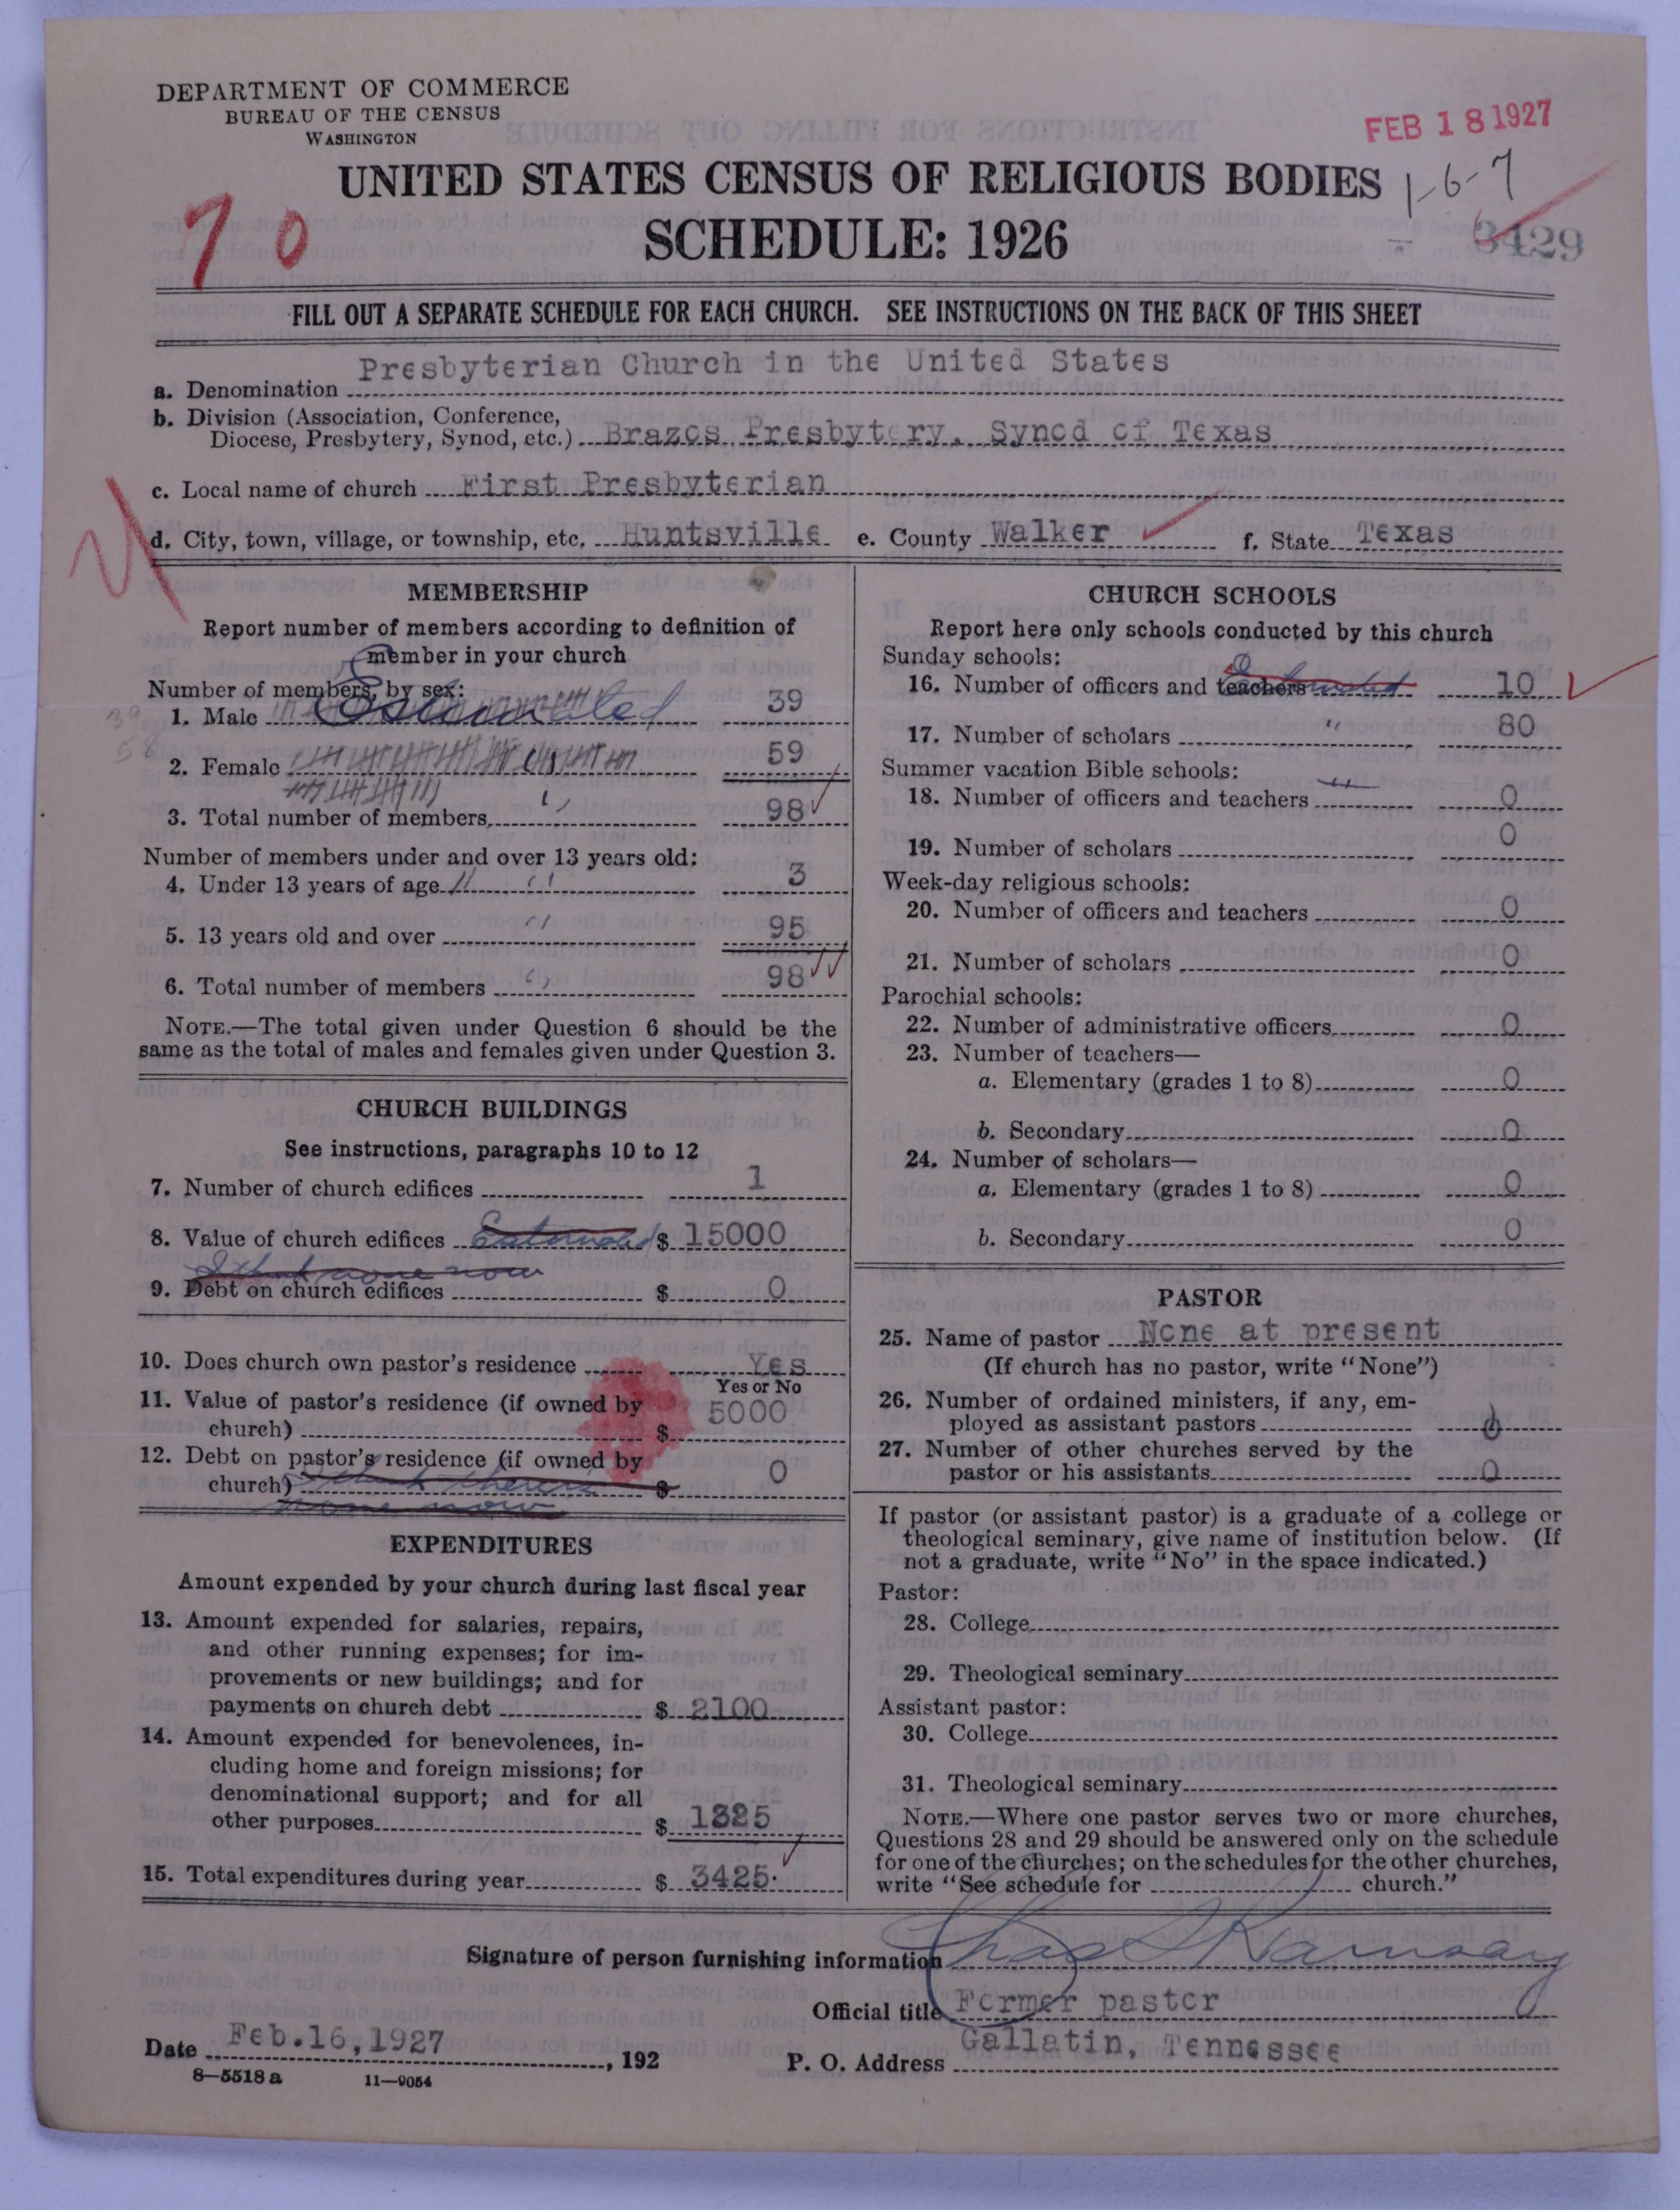 DEPARTMENT OF COMMERCE
BUREAU OF THE CENSUS
WASHINGTON
FEB 18 1927
UNITED STATES CENSUS OF RELIGIOUS BODIES
1-6-7
SCHEDULE: 1926
70
3429
FILL OUT A SEPARATE SCHEDULE FOR EACH CHURCH. SEE INSTRUCTIONS ON THE BACK OF THIS SHEET
a. Denomination Presbyterian Church in the United States
b. Division (Association, Conference,
Diocese, Presbytery, Synod, etc.) Brazos Presbytery, Synod of Texas
c. Local name of church First Presbyterian
d. City, town, village, or township, etc. Huntsville e. County Walker f. State Texas
MEMBERSHIP
Report number of members according to definition of
member in your church
Number of members, by sex:
1. Male Estimated 39
39
58
2. Female 59
3. Total number of members " 98
Number of members under and over 13 years old:
4. Under 13 years of age " " 3
5. 13 years old and over " 95
6. Total number of members " 98
NOTE.—The total given under Question 6 should be the
same as the total of males and females given under Question 3.
CHURCH BUILDINGS
See instructions, paragraphs 10 to 12
7. Number of church edifices 1
8. Value of church edifices Estimated $ 15000
I think none now
9. Debt on church edifices $ 0
10. Does church own pastor's residence Yes
Yes or No
11. Value of pastor's residence (if owned by
church) $ 5000
12. Debt on pastor's residence (if owned by
church) I think there is $ 0
none now
EXPENDITURES
Amount expended by your church during last fiscal year
13. Amount expended for salaries, repairs,
and other running expenses; for im-
provements or new buildings; and for
payments on church debt $ 2100
14. Amount expended for benevolences, in-
cluding home and foreign missions; for
denominational support; and for all
other purposes $ 1325
15. Total expenditures during year $ 3425.
CHURCH SCHOOLS
Report here only schools conducted by this church
Sunday schools:
16. Number of officers and teachers Estimated 10
17. Number of scholars " 80
Summer vacation Bible schools:
18. Number of officers and teachers " 0
19. Number of scholars 0
Week-day religious schools:
20. Number of officers and teachers 0
21. Number of scholars 0
Parochial schools:
22. Number of administrative officers 0
23. Number of teachers—
a. Elementary (grades 1 to 8) 0
b. Secondary 0
24. Number of scholars—
a. Elementary (grades 1 to 8) 0
b. Secondary 0
PASTOR
25. Name of pastor None at present
(If church has no pastor, write "None")
26. Number of ordained ministers, if any, em-
ployed as assistant pastors 0
27. Number of other churches served by the
pastor or his assistants 0
If pastor (or assistant pastor) is a graduate of a college or
theological seminary, give name of institution below. (If
not a graduate, write "No" in the space indicated.)
Pastor:
28. College
29. Theological seminary
Assistant pastor:
30. College
31. Theological seminary
NOTE.—Where one pastor serves two or more churches,
Questions 28 and 29 should be answered only on the schedule
for one of the churches; on the schedules for the other churches,
write "See schedule for church."
Signature of person furnishing information Chas Ramsay
Official title Former pastor
Date Feb.16,1927 , 192
P. O. Address Gallatin, Tennessee
8—5518 a 11—9054